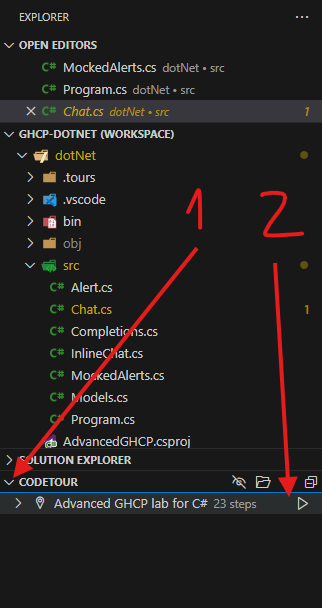 EXPLORER
OPEN EDITORS
C# MockedAlerts.cs dotNet • src
C# Program.cs dotNet • src
C# Chat.cs dotNet • src 1
GHCP-DOTNET (WORKSPACE)
dotNet
.tours
.vscode
bin
obj
src
C# Alert.cs
C# Chat.cs 1
C# Completions.cs
C# InlineChat.cs
C# MockedAlerts.cs
C# Models.cs
C# Program.cs
AdvancedGHCP.csproj
SOLUTION EXPLORER
CODETOUR
Advanced GHCP lab for C# 23 steps
1 2